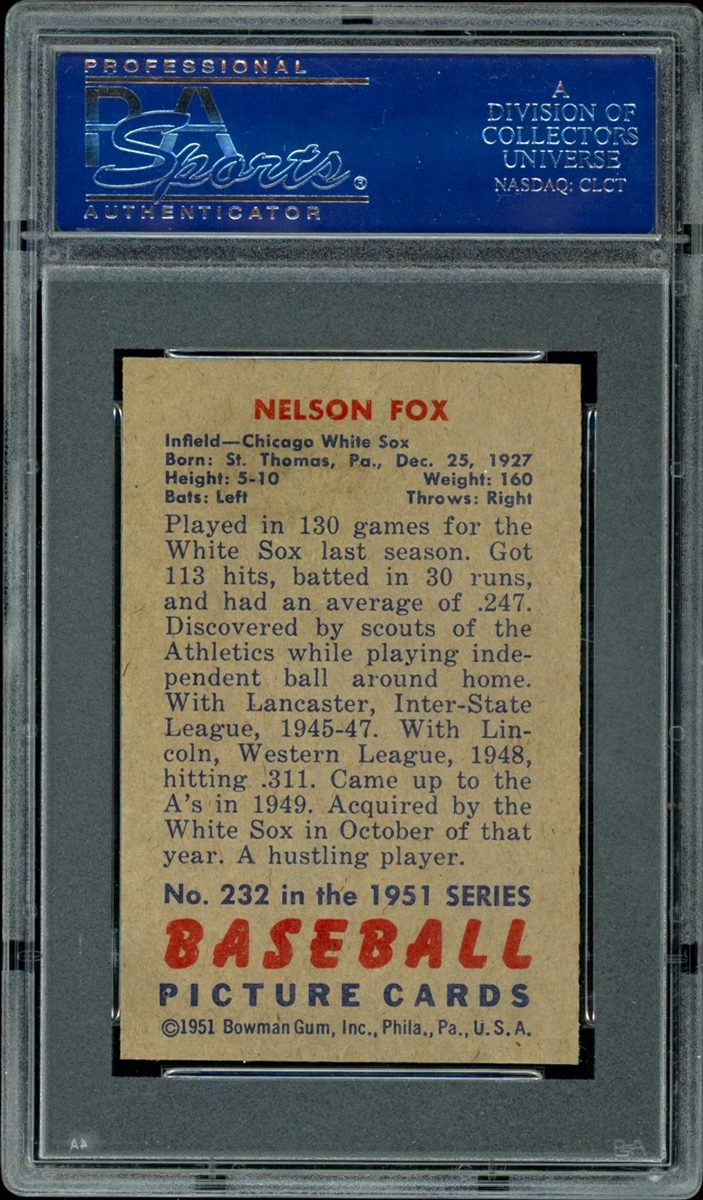 PROFESSIONAL
PSA
Sports®
AUTHENTICATOR
A
DIVISION OF
COLLECTORS
UNIVERSE
NASDAQ: CLCT
NELSON FOX
Infield—Chicago White Sox
Born: St. Thomas, Pa., Dec. 25, 1927
Height: 5-10 Weight: 160
Bats: Left Throws: Right
Played in 130 games for the
White Sox last season. Got
113 hits, batted in 30 runs,
and had an average of .247.
Discovered by scouts of the
Athletics while playing inde-
pendent ball around home.
With Lancaster, Inter-State
League, 1945-47. With Lin-
coln, Western League, 1948,
hitting .311. Came up to the
A's in 1949. Acquired by the
White Sox in October of that
year. A hustling player.
No. 232 in the 1951 SERIES
BASEBALL
PICTURE CARDS
©1951 Bowman Gum, Inc., Phila., Pa., U.S.A.